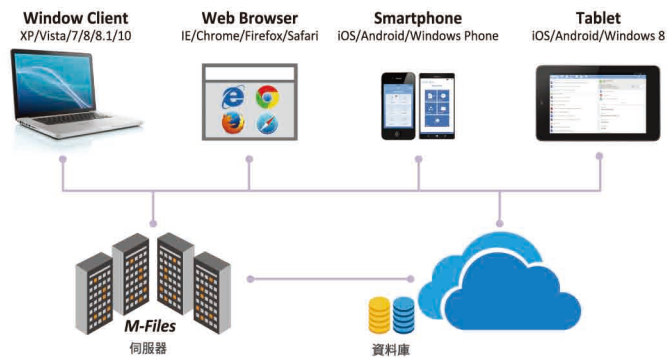 Window Client
XP/Vista/7/8/8.1/10
Web Browser
IE/Chrome/Firefox/Safari
Smartphone
iOS/Android/Windows Phone
Tablet
iOS/Android/Windows 8
M-Files
伺服器
資料庫